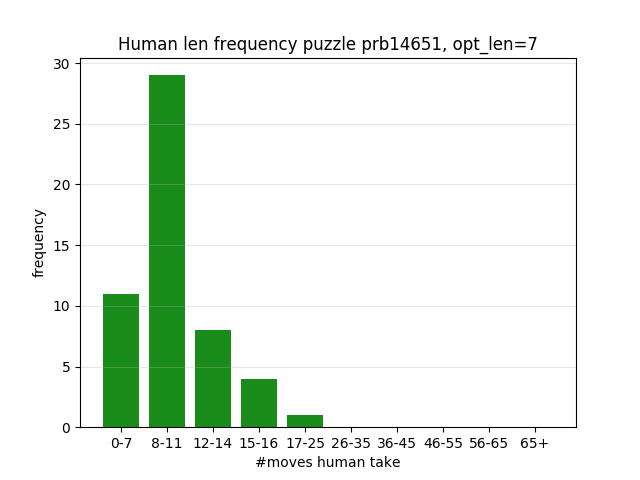 Human len frequency puzzle prb14651, opt_len=7
30
25
20
15
10
5
0
frequency
0-7 8-11 12-14 15-16 17-25 26-35 36-45 46-55 56-65 65+
#moves human take